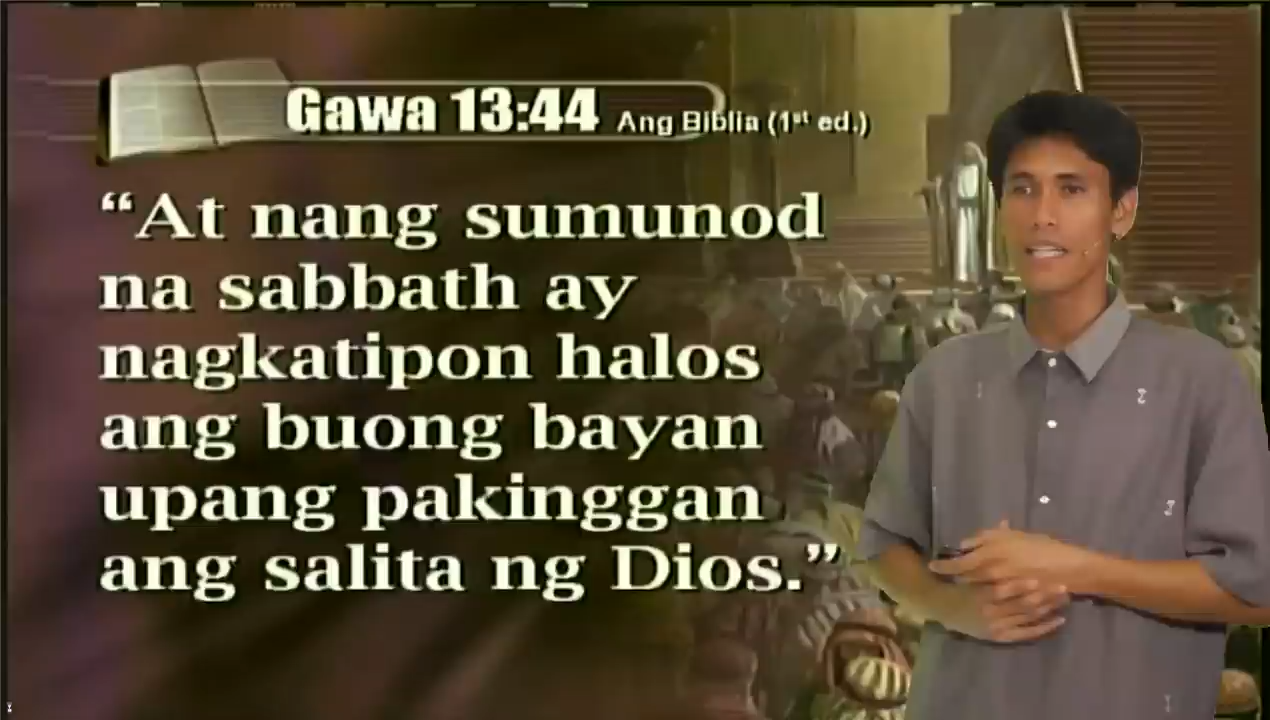 Gawa 13:44 Ang Biblia (1st ed.)
“At nang sumunod
na sabbath ay
nagkatipon halos
ang buong bayan
upang pakinggan
ang salita ng Dios.”